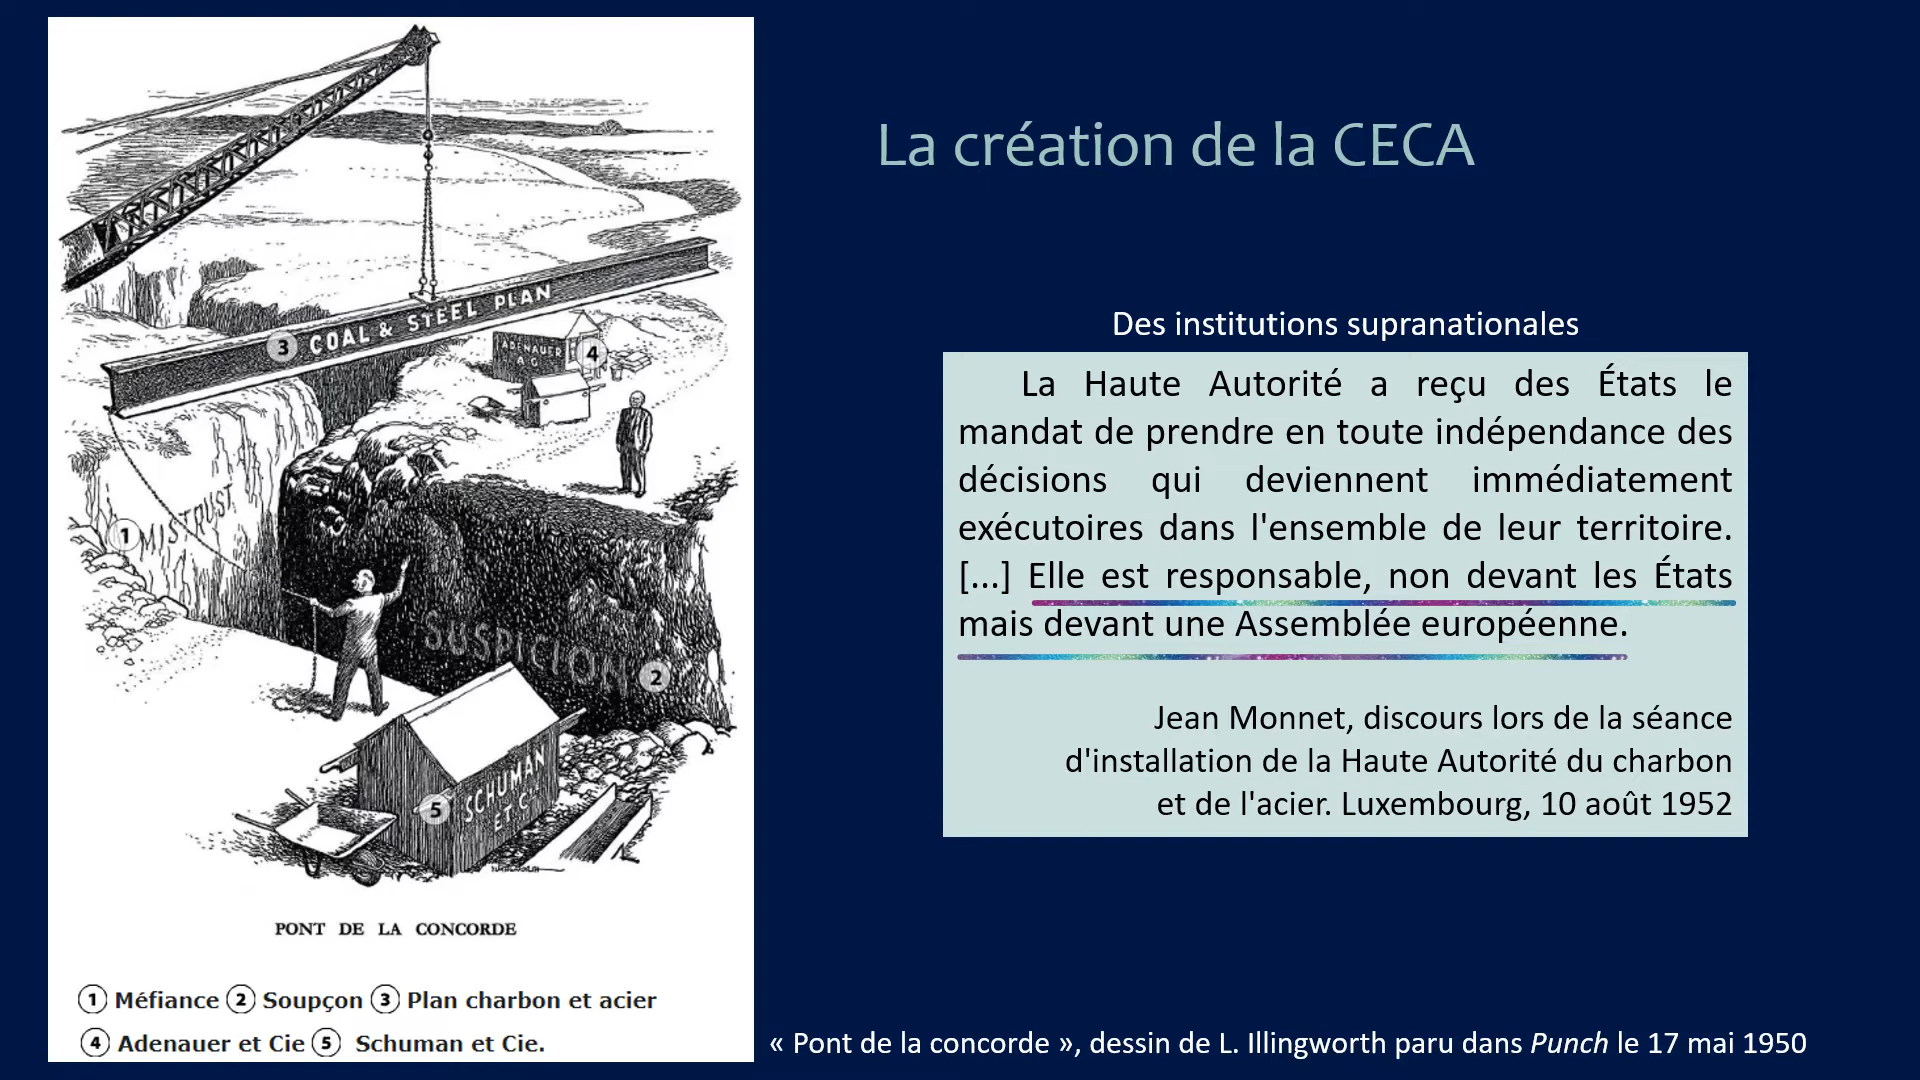 La création de la CECA
COAL & STEEL PLAN
3
ADENAUER
A.G.
4
1
MISTRUST
SUSPICION
2
SCHUMAN
ET Cie
5
PONT DE LA CONCORDE
1 Méfiance 2 Soupçon 3 Plan charbon et acier
4 Adenauer et Cie 5 Schuman et Cie.
Des institutions supranationales
La Haute Autorité a reçu des États le
mandat de prendre en toute indépendance des
décisions qui deviennent immédiatement
exécutoires dans l'ensemble de leur territoire.
[...] Elle est responsable, non devant les États
mais devant une Assemblée européenne.
Jean Monnet, discours lors de la séance
d'installation de la Haute Autorité du charbon
et de l'acier. Luxembourg, 10 août 1952
« Pont de la concorde », dessin de L. Illingworth paru dans Punch le 17 mai 1950